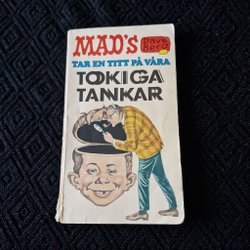 MAD'S
Dave Berg
TAR EN TITT PÅ VÅRA
TOKIGA
TANKAR